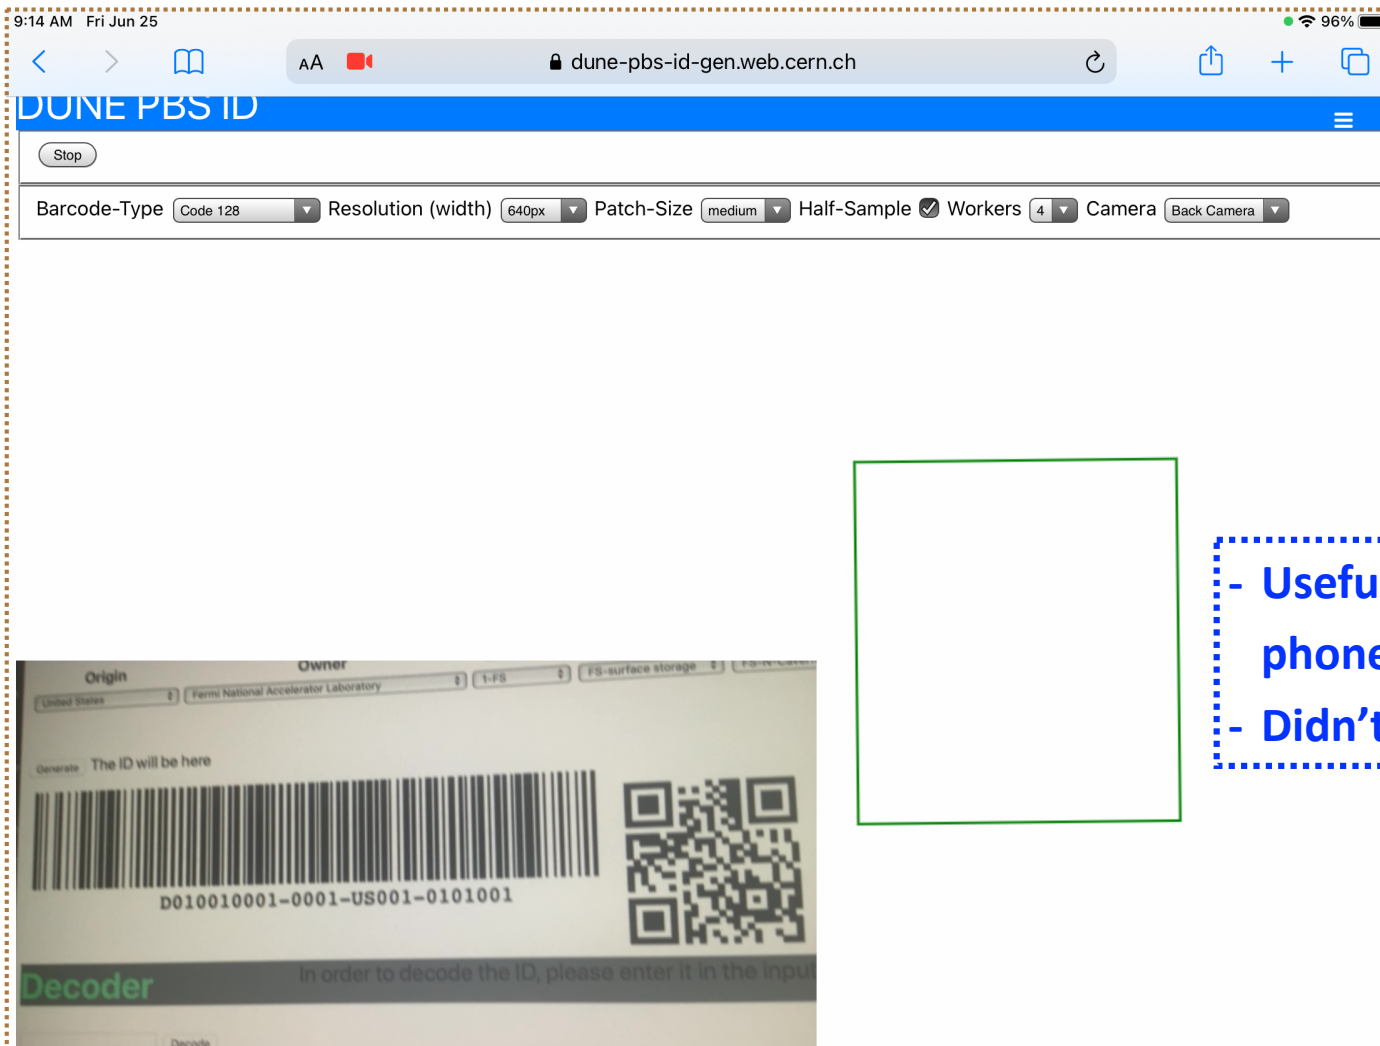 9:14 AM Fri Jun 25
96%
AA
dune-pbs-id-gen.web.cern.ch
DUNE PBS ID
Stop
Barcode-Type Code 128 Resolution (width) 640px Patch-Size medium Half-Sample Workers 4 Camera Back Camera
- Usefu
phone
- Didn’t
Origin Owner
United States Fermi National Accelerator Laboratory 1-FS FS-surface storage
Generate The ID will be here
D010010001-0001-US001-0101001
Decoder In order to decode the ID, please enter it in the input
Decode